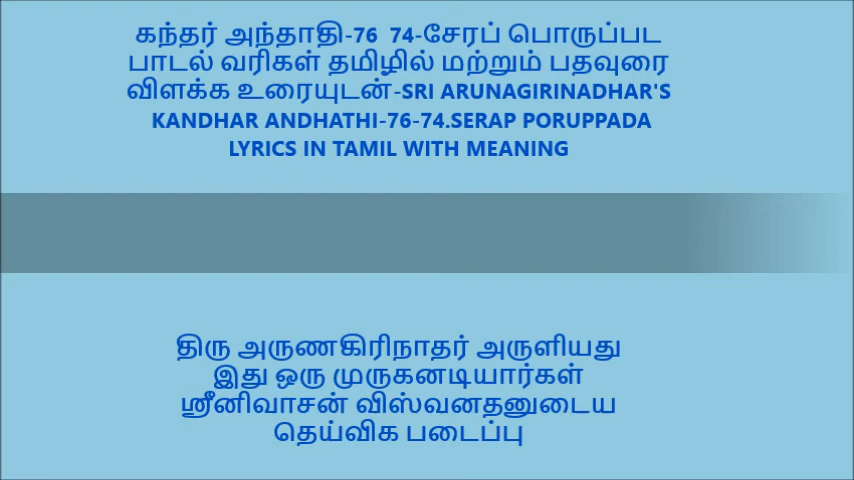 கந்தர் அந்தாதி-76 74-சேரப் பொருப்பட
பாடல் வரிகள் தமிழில் மற்றும் பதவுரை
விளக்க உரையுடன்-SRI ARUNAGIRINADHAR'S
KANDHAR ANDHATHI-76-74.SERAP PORUPPADA
LYRICS IN TAMIL WITH MEANING
திரு அருணகிரிநாதர் அருளியது
இது ஒரு முருகனடியார்கள்
ஸ்ரீனிவாசன் விஸ்வனதனுடைய
தெய்விக படைப்பு